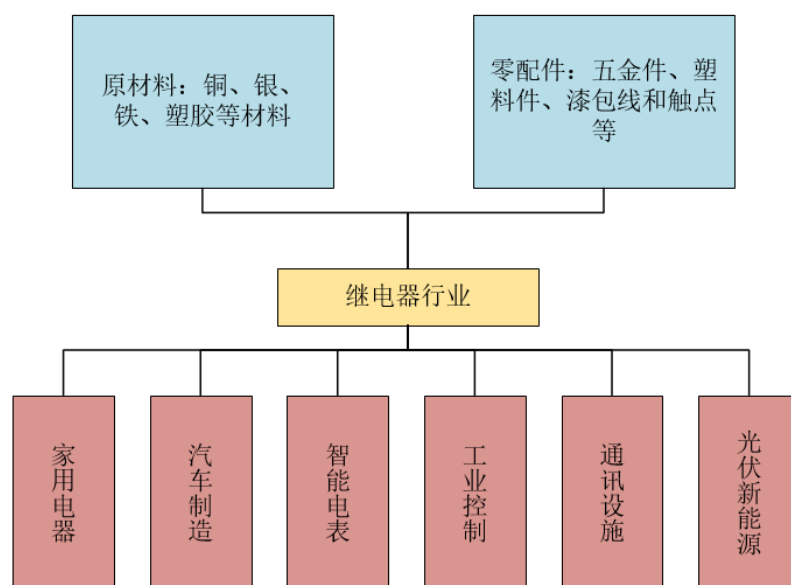 原材料：铜、银、
铁、塑胶等材料
零配件：五金件、塑
料件、漆包线和触点
等
继电器行业
家用电器
汽车制造
智能电表
工业控制
通讯设施
光伏新能源